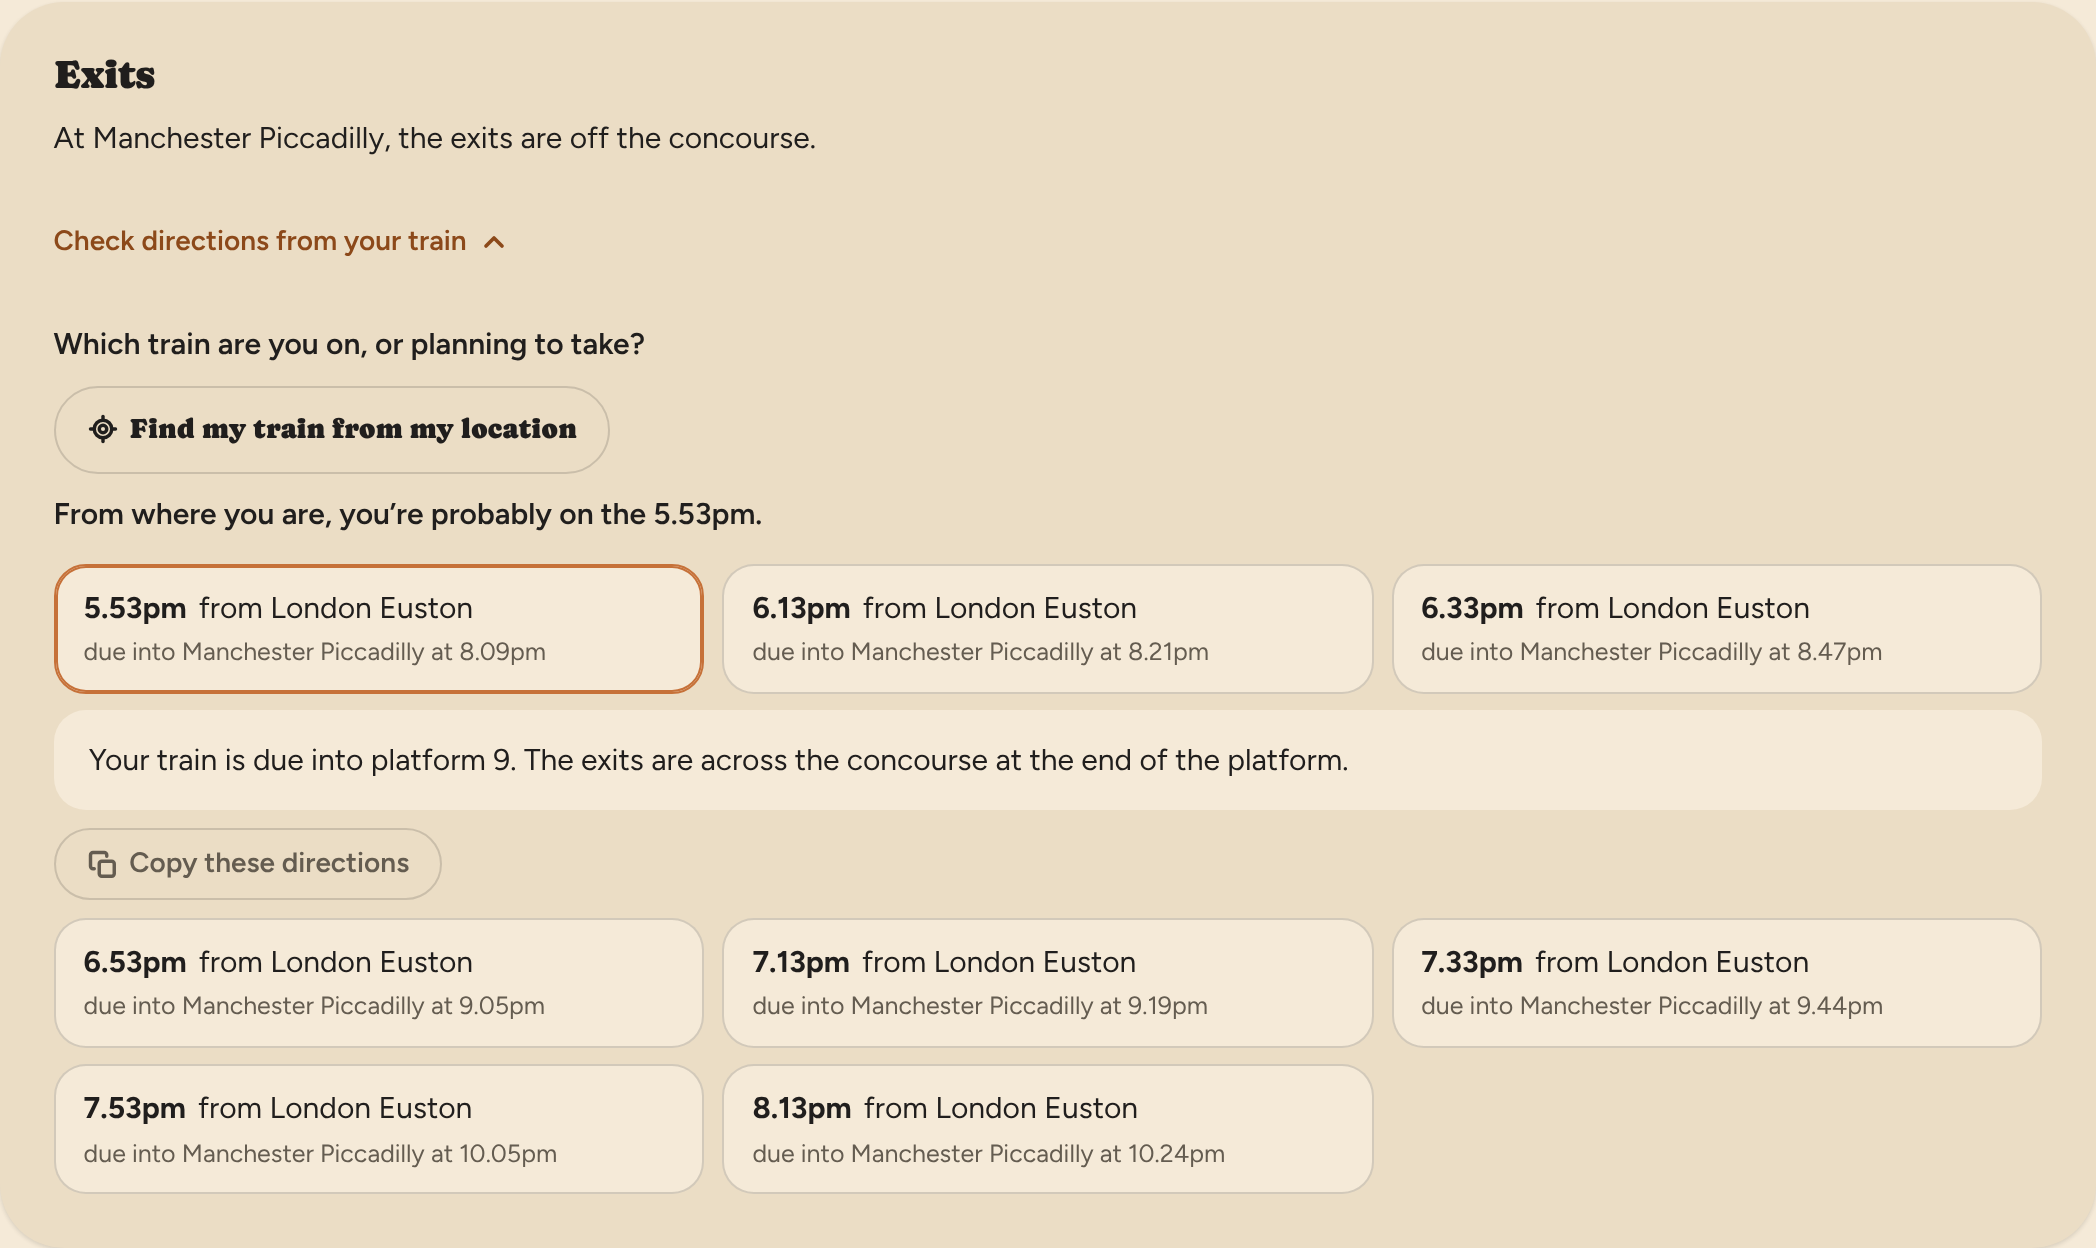 Exits
At Manchester Piccadilly, the exits are off the concourse.
Check directions from your train
Which train are you on, or planning to take?
Find my train from my location
From where you are, you’re probably on the 5.53pm.
5.53pm from London Euston
due into Manchester Piccadilly at 8.09pm
6.13pm from London Euston
due into Manchester Piccadilly at 8.21pm
6.33pm from London Euston
due into Manchester Piccadilly at 8.47pm
Your train is due into platform 9. The exits are across the concourse at the end of the platform.
Copy these directions
6.53pm from London Euston
due into Manchester Piccadilly at 9.05pm
7.13pm from London Euston
due into Manchester Piccadilly at 9.19pm
7.33pm from London Euston
due into Manchester Piccadilly at 9.44pm
7.53pm from London Euston
due into Manchester Piccadilly at 10.05pm
8.13pm from London Euston
due into Manchester Piccadilly at 10.24pm